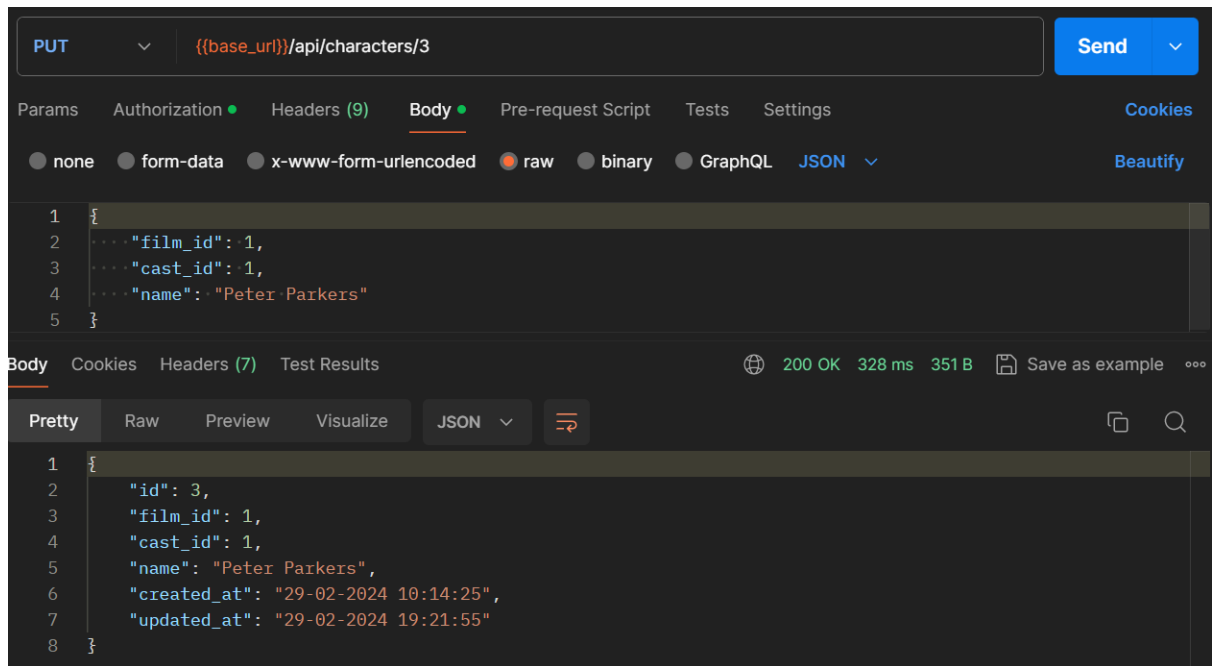 PUT {{base_url}}/api/characters/3 Send
Params Authorization Headers (9) Body Pre-request Script Tests Settings Cookies
none form-data x-www-form-urlencoded raw binary GraphQL JSON Beautify
1 {
2 "film_id": 1,
3 "cast_id": 1,
4 "name": "Peter Parkers"
5 }
Body Cookies Headers (7) Test Results 200 OK 328 ms 351 B Save as example
Pretty Raw Preview Visualize JSON
1 {
2 "id": 3,
3 "film_id": 1,
4 "cast_id": 1,
5 "name": "Peter Parkers",
6 "created_at": "29-02-2024 10:14:25",
7 "updated_at": "29-02-2024 19:21:55"
8 }